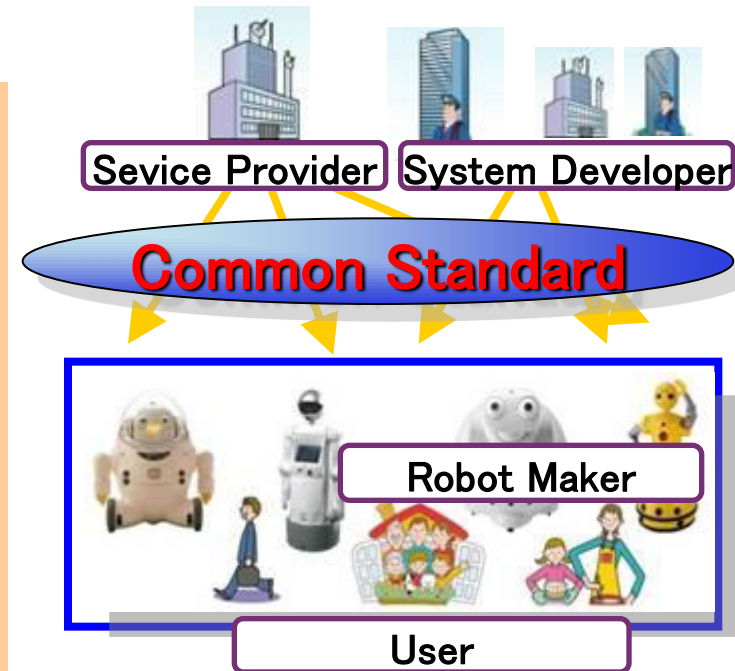 Sevice Provider
System Developer
Common Standard
Robot Maker
User